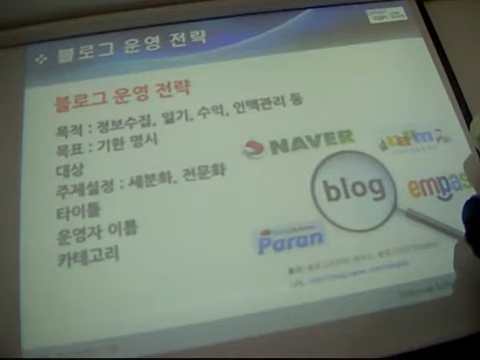 블로그 운영 전략
블로그 운영 전략
목적 : 정보수집, 일기, 수익, 인맥관리 등
목표 : 기한 명시
대상
주제설정 : 세분화, 전문화
타이틀
운영자 이름
카테고리
NAVER
blog
empas
Paran